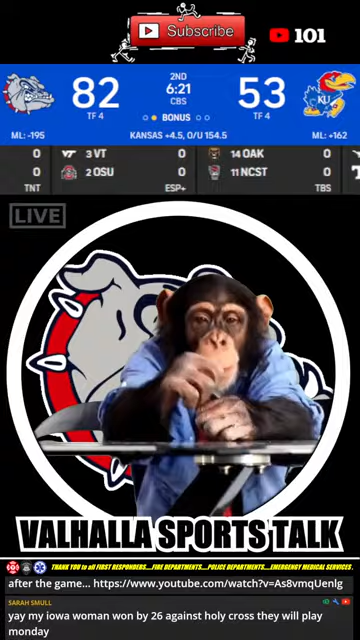 Subscribe
101
82
TF 4
2ND
6:21
CBS
BONUS
53
TF 4
KU
ML: -195
KANSAS +4.5, O/U 154.5
ML: +162
0
3 VT
0
14 OAK
0
0
2 OSU
0
11 NCST
0
TNT
ESP+
TBS
LIVE
VALHALLA SPORTS TALK
THANK YOU to all FIRST RESPONDERS....FIRE DEPARTMENTS....POLICE DEPARTMENTS....EMERGENCY MEDICAL SERVICES.
after the game... https://www.youtube.com/watch?v=As8vmqUenlg
SARAH SMULL
yay my iowa woman won by 26 against holy cross they will play
monday